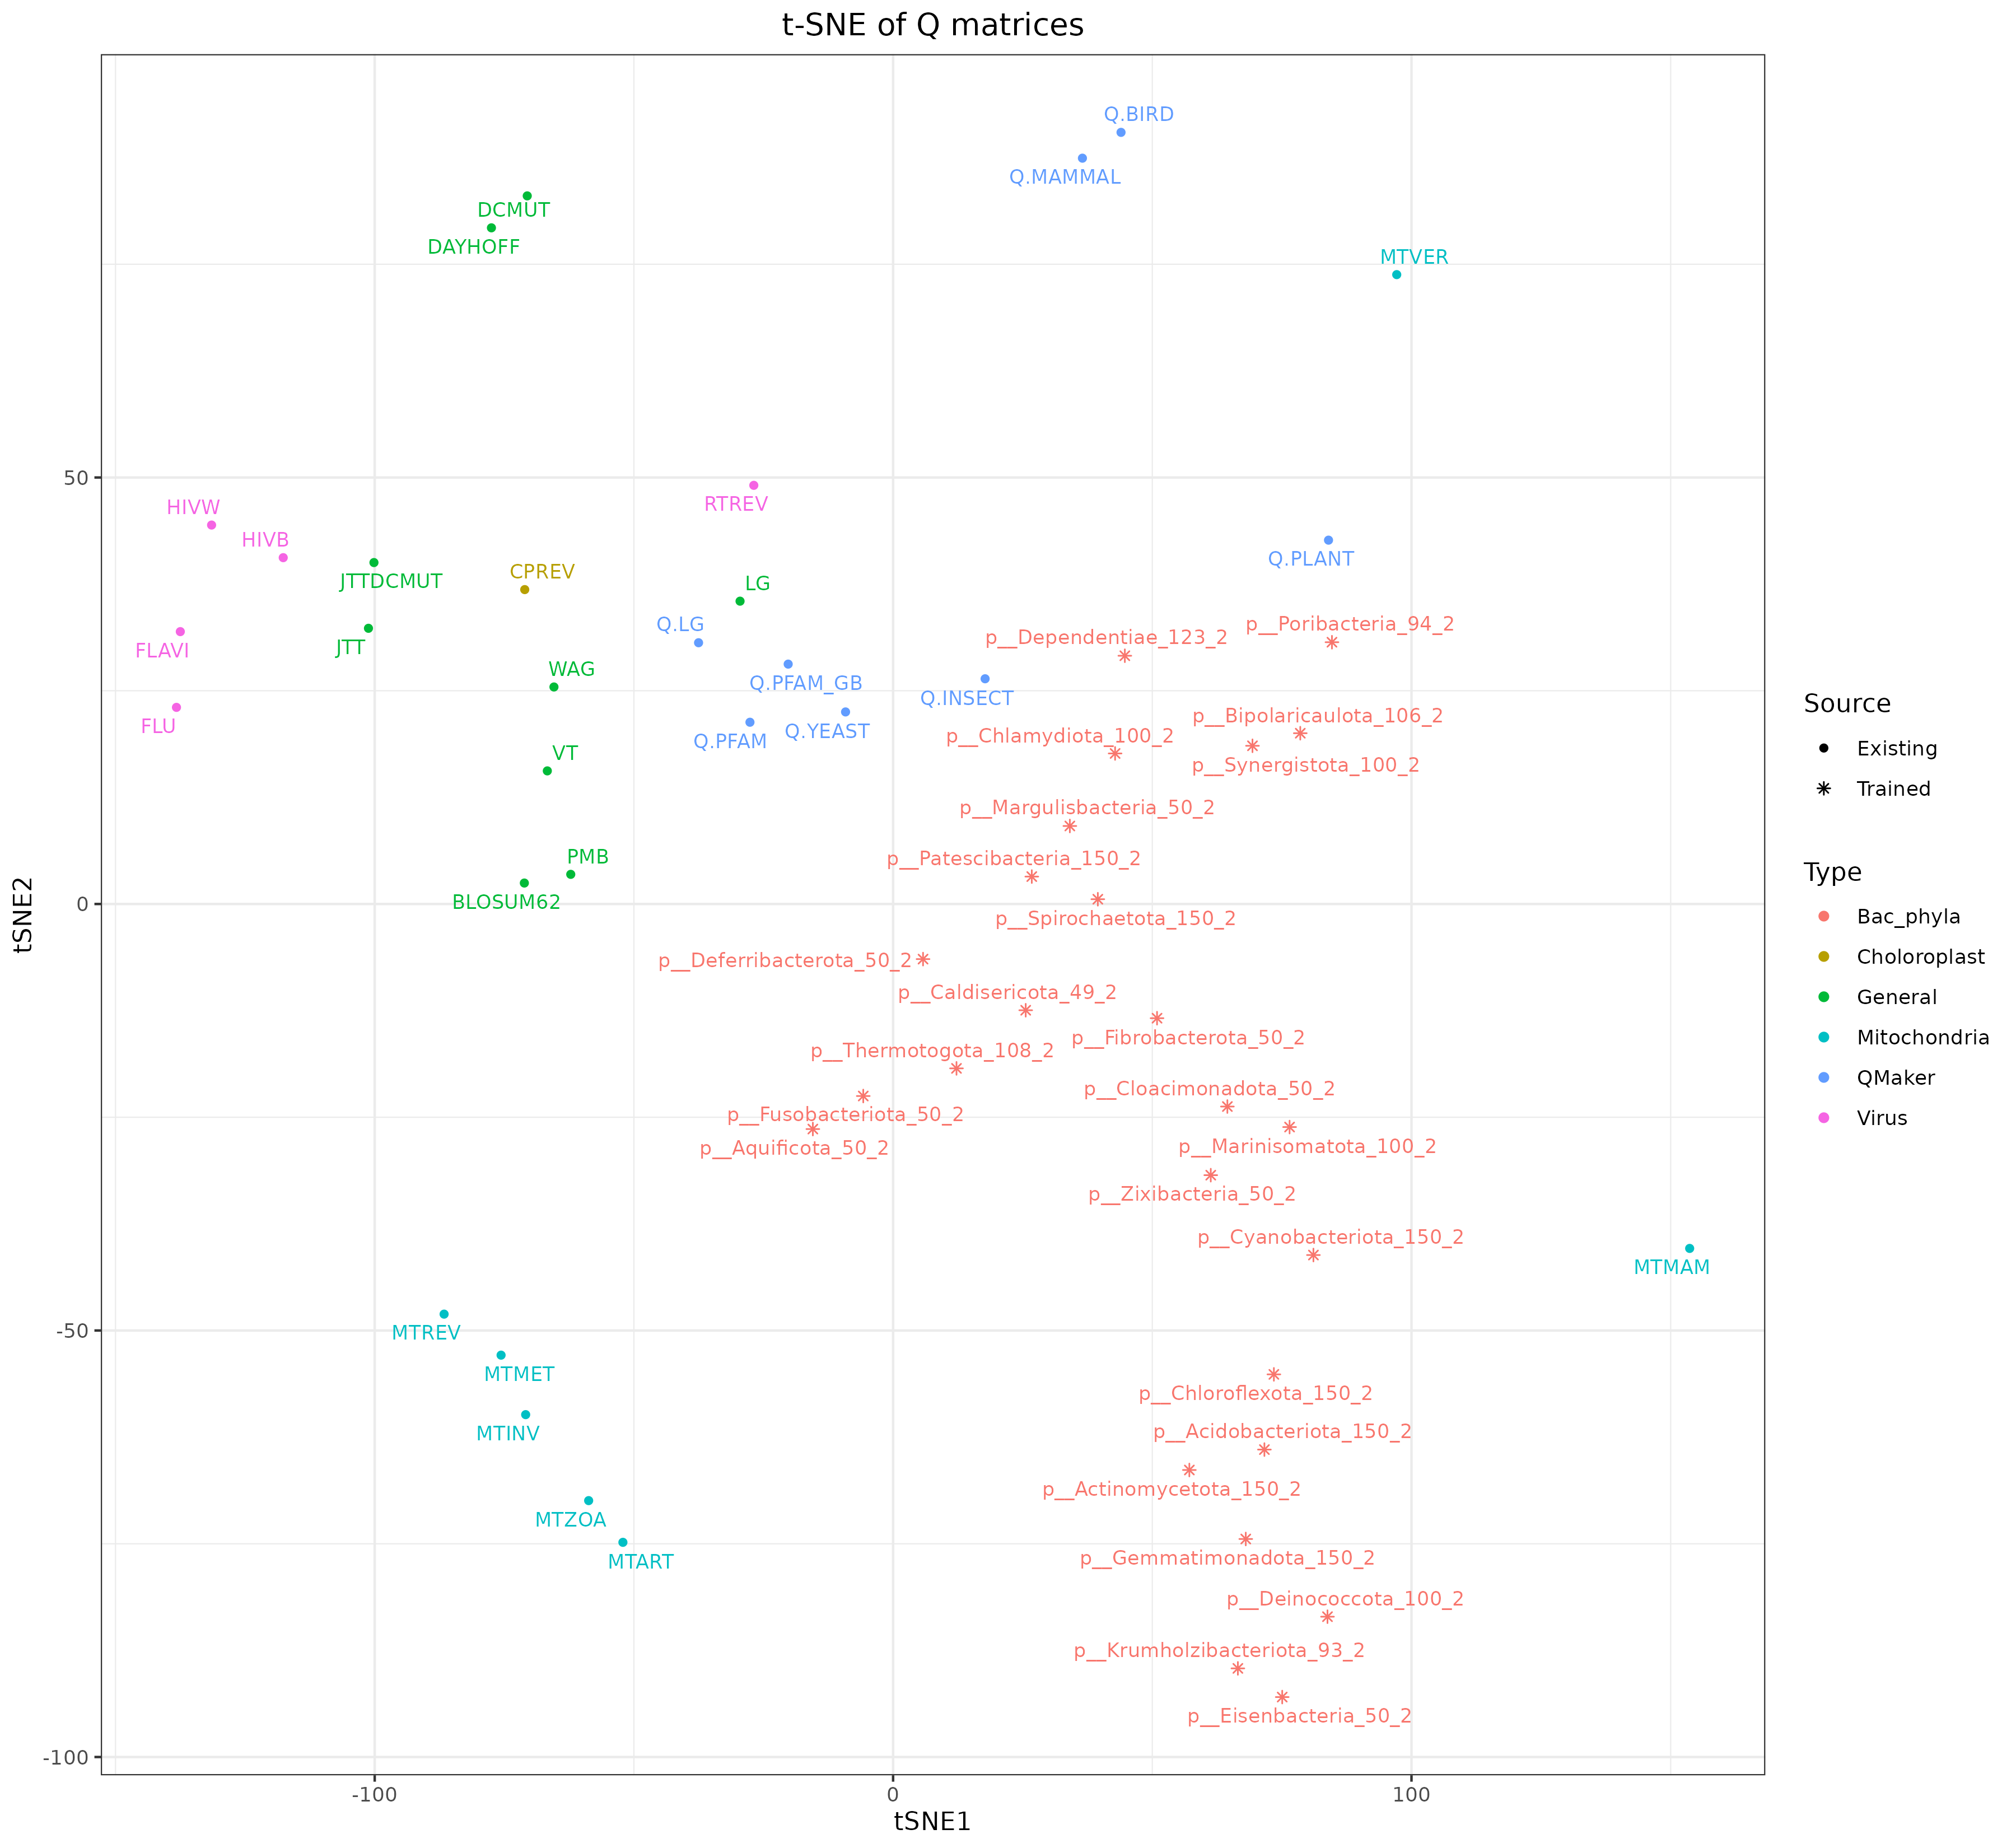 t-SNE of Q matrices
Q.BIRD
Q.MAMMAL
DCMUT
DAYHOFF
MTVER
50
RTREV
HIVW
HIVB
Q.PLANT
CPREV
JTTDCMUT
LG
Q.LG
p__Poribacteria_94_2
p__Dependentiae_123_2
JTT
FLAVI
WAG
Q.PFAM_GB
Q.INSECT
p__Bipolaricaulota_106_2
FLU
Q.YEAST
p__Chlamydiota_100_2
Q.PFAM
VT
p__Synergistota_100_2
p__Margulisbacteria_50_2
PMB
p__Patescibacteria_150_2
BLOSUM62
0
p__Spirochaetota_150_2
p__Deferribacterota_50_2
p__Caldisericota_49_2
p__Fibrobacterota_50_2
p__Thermotogota_108_2
p__Cloacimonadota_50_2
p__Fusobacteriota_50_2
p__Aquificota_50_2
p__Marinisomatota_100_2
p__Zixibacteria_50_2
p__Cyanobacteriota_150_2
MTMAM
MTREV
-50
MTMET
p__Chloroflexota_150_2
MTINV
p__Acidobacteriota_150_2
p__Actinomycetota_150_2
MTZOA
MTART
p__Gemmatimonadota_150_2
p__Deinococcota_100_2
p__Krumholzibacteriota_93_2
p__Eisenbacteria_50_2
-100
-100
0
100
tSNE1
tSNE2
Source
Existing
Trained
Type
Bac_phyla
Choloroplast
General
Mitochondria
QMaker
Virus